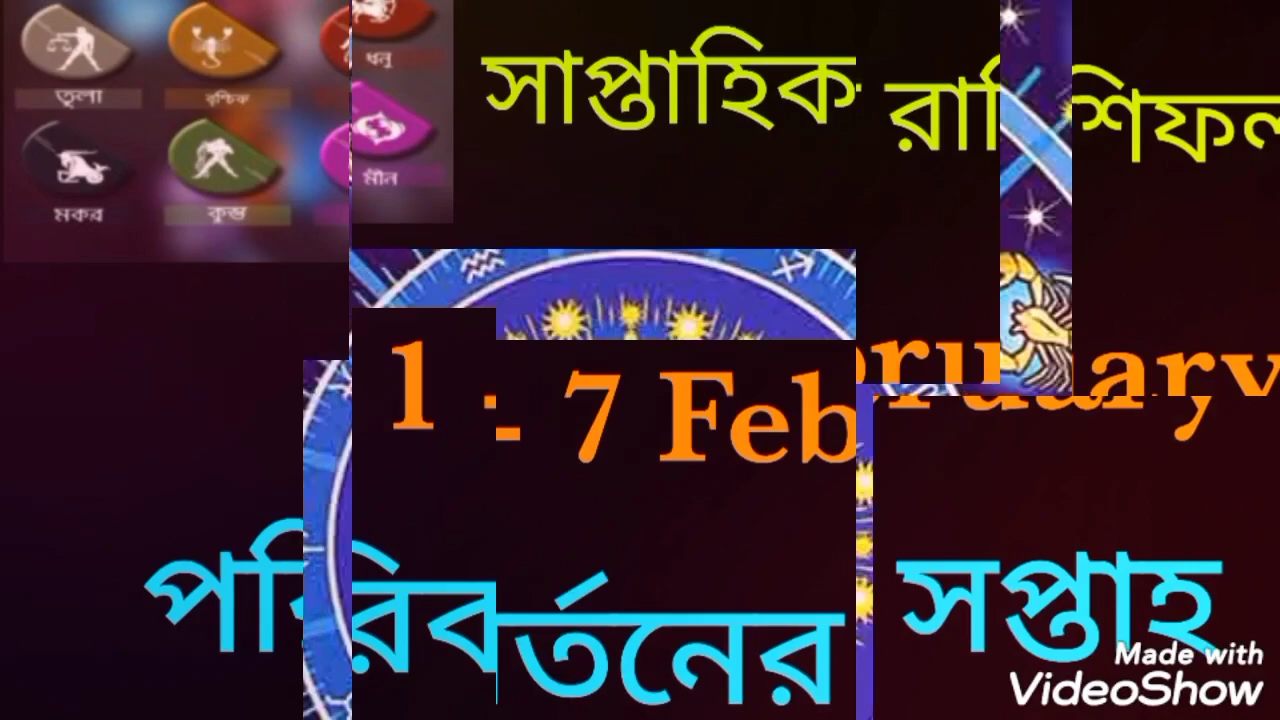 তুলা বৃশ্চিক ধনু
মকর কুম্ভ মীন
সাপ্তাহিক রাশিফল
1 - 7 February
পরিবর্তনের সপ্তাহ
Made with
VideoShow